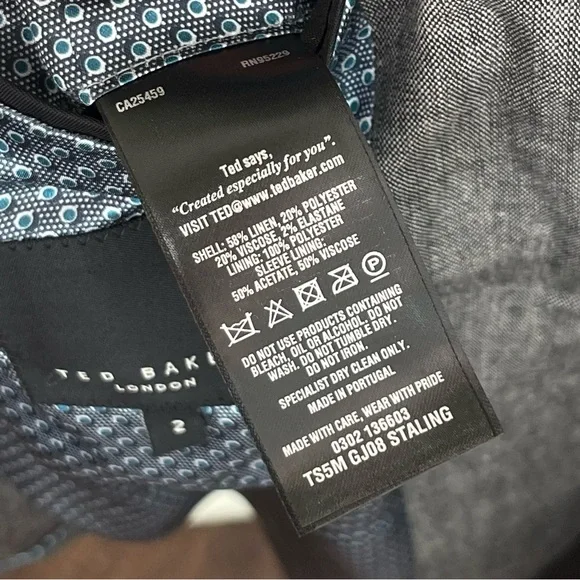 CA25459
RN95229
Ted says,
"Created especially for you".
VISIT TED@www.tedbaker.com
SHELL: 58% LINEN, 20% POLYESTER
20% VISCOSE, 2% ELASTANE
LINING: 100% POLYESTER
SLEEVE LINING:
50% ACETATE, 50% VISCOSE
P
DO NOT USE PRODUCTS CONTAINING
BLEACH, OIL OR ALCOHOL. DO NOT
WASH. DO NOT TUMBLE DRY.
DO NOT IRON.
SPECIALIST DRY CLEAN ONLY.
MADE IN PORTUGAL
MADE WITH CARE, WEAR WITH PRIDE
0302 136603
TS5M GJ08 STALING
TED BAKE
LONDON
2